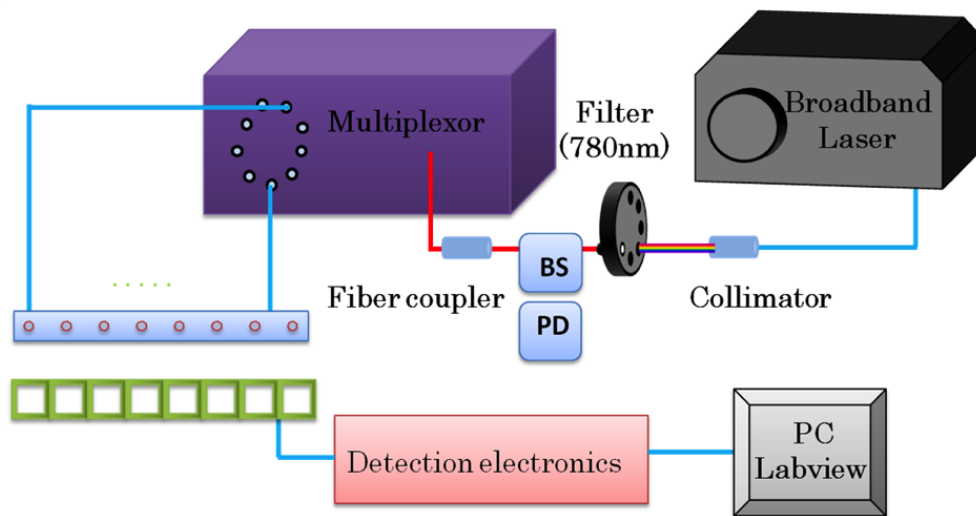 Multiplexor
Filter
(780nm)
Broadband
Laser
BS
Fiber coupler
Collimator
PD
Detection electronics
PC
Labview